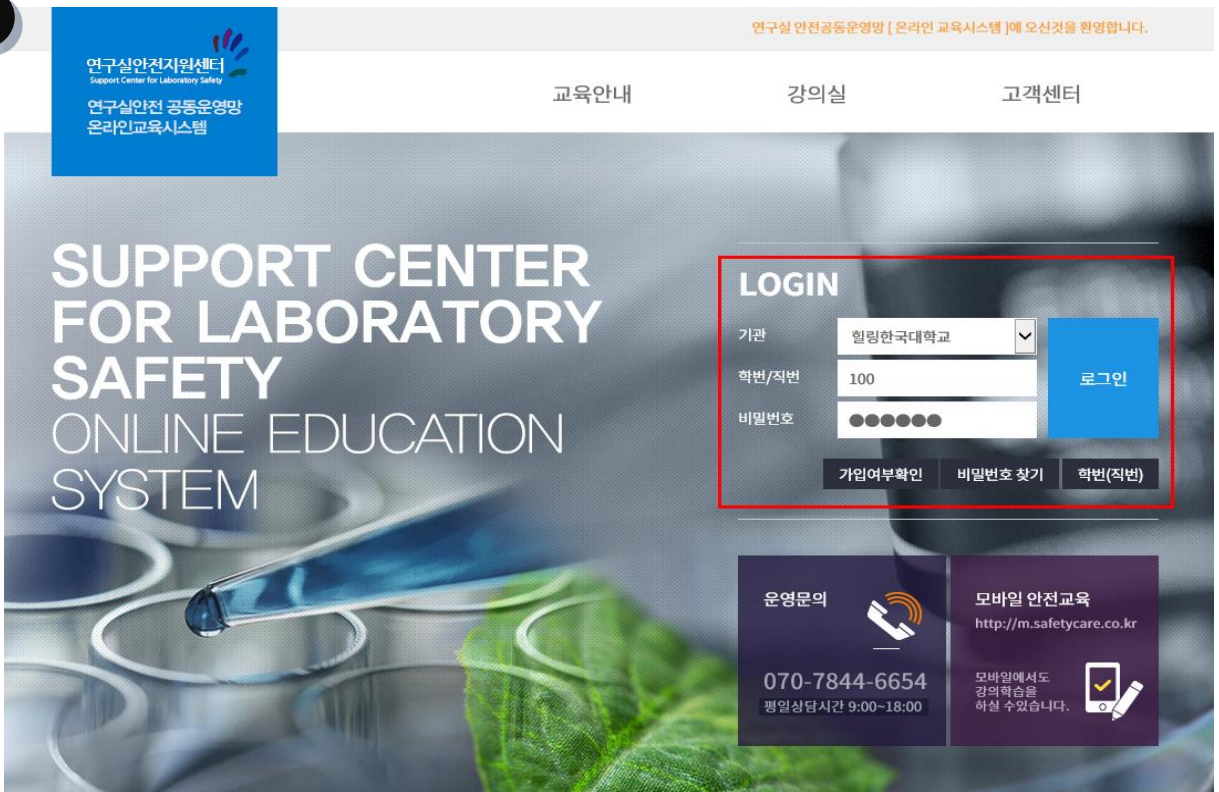 연구실 안전공동운영망 [ 온라인 교육시스템 ]에 오신것을 환영합니다.
연구실안전지원센터
Support Center for Laboratory Safety
연구실안전 공동운영망
온라인교육시스템
교육안내
강의실
고객센터
SUPPORT CENTER
FOR LABORATORY
SAFETY
ONLINE EDUCATION
SYSTEM
LOGIN
기관
힐링한국대학교
학번/직번
100
로그인
비밀번호
●●●●●●
가입여부확인
비밀번호 찾기
학번(직번)
운영문의
070-7844-6654
평일상담시간 9:00~18:00
모바일 안전교육
http://m.safetycare.co.kr
모바일에서도
강의학습을
하실 수있습니다.